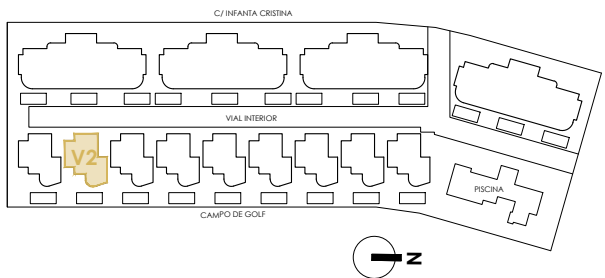 C/ INFANTA CRISTINA
VIAL INTERIOR
V2
PISCINA
CAMPO DE GOLF
N